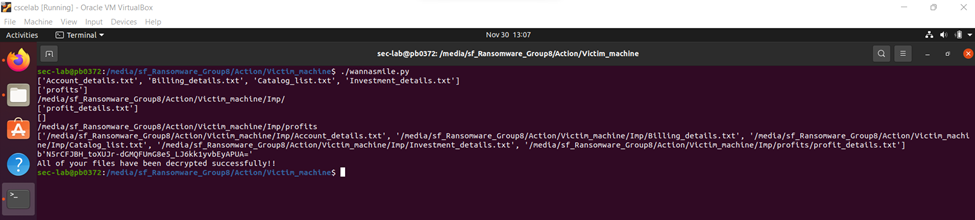 cscelab [Running] - Oracle VM VirtualBox
File Machine View Input Devices Help
Activities Terminal Nov 30 13:07
sec-lab@pb0372: /media/sf_Ransomware_Group8/Action/Victim_machine
sec-lab@pb0372:/media/sf_Ransomware_Group8/Action/Victim_machine$ ./wannasmile.py
['Account_details.txt', 'Billing_details.txt', 'Catalog_list.txt', 'Investment_details.txt']
['profits']
/media/sf_Ransomware_Group8/Action/Victim_machine/Imp/
['profit_details.txt']
[]
/media/sf_Ransomware_Group8/Action/Victim_machine/Imp/profits
['/media/sf_Ransomware_Group8/Action/Victim_machine/Imp/Account_details.txt', '/media/sf_Ransomware_Group8/Action/Victim_machine/Imp/Billing_details.txt', '/media/sf_Ransomware_Group8/Action/Victim_machi
ne/Imp/Catalog_list.txt', '/media/sf_Ransomware_Group8/Action/Victim_machine/Imp/Investment_details.txt', '/media/sf_Ransomware_Group8/Action/Victim_machine/Imp/profits/profit_details.txt']
b'NSrCFJBH_toXUJr-dGMQFUmG8eS_LJ6kk1yvbEyAPUA='
All of your files have been decrypted successfully!!
sec-lab@pb0372:/media/sf_Ransomware_Group8/Action/Victim_machine$